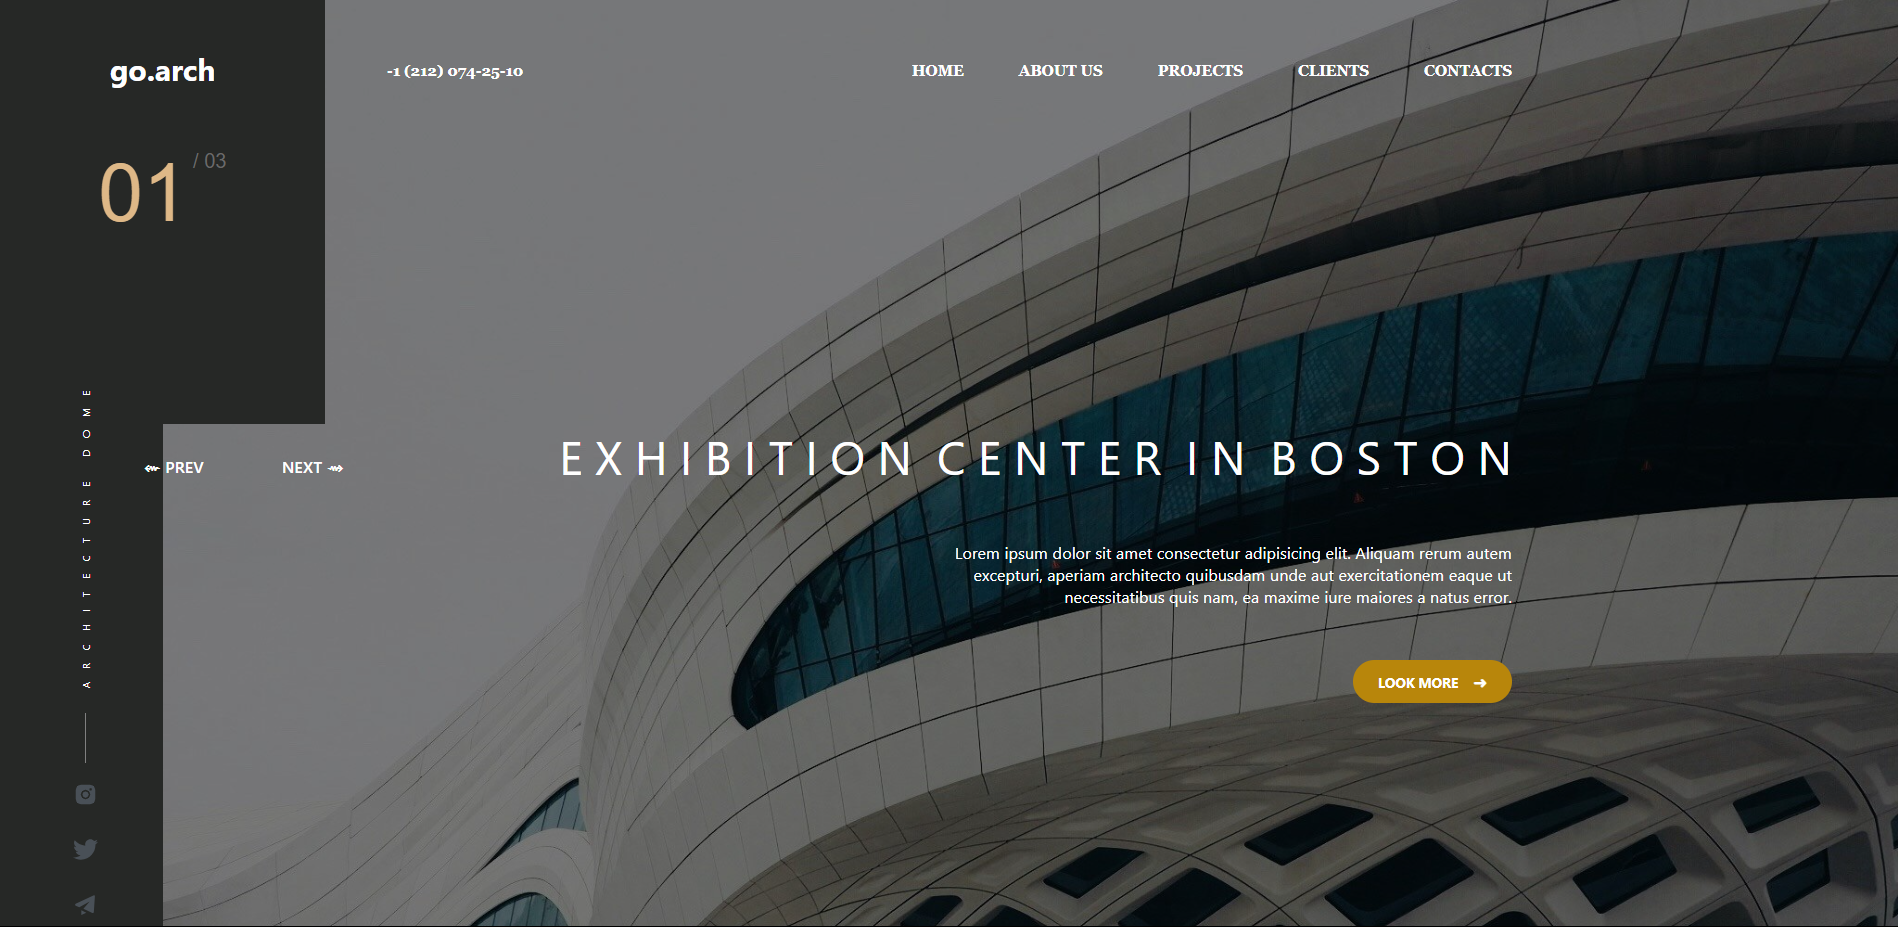 go.arch
-1 (212) 074-25-10
HOME ABOUT US PROJECTS CLIENTS CONTACTS
01 / 03
ARCHITECTURE DOME
⬳ PREV NEXT ⟿
EXHIBITION CENTER IN BOSTON
Lorem ipsum dolor sit amet consectetur adipisicing elit. Aliquam rerum autem
excepturi, aperiam architecto quibusdam unde aut exercitationem eaque ut
necessitatibus quis nam, ea maxime iure maiores a natus error.
LOOK MORE ➜